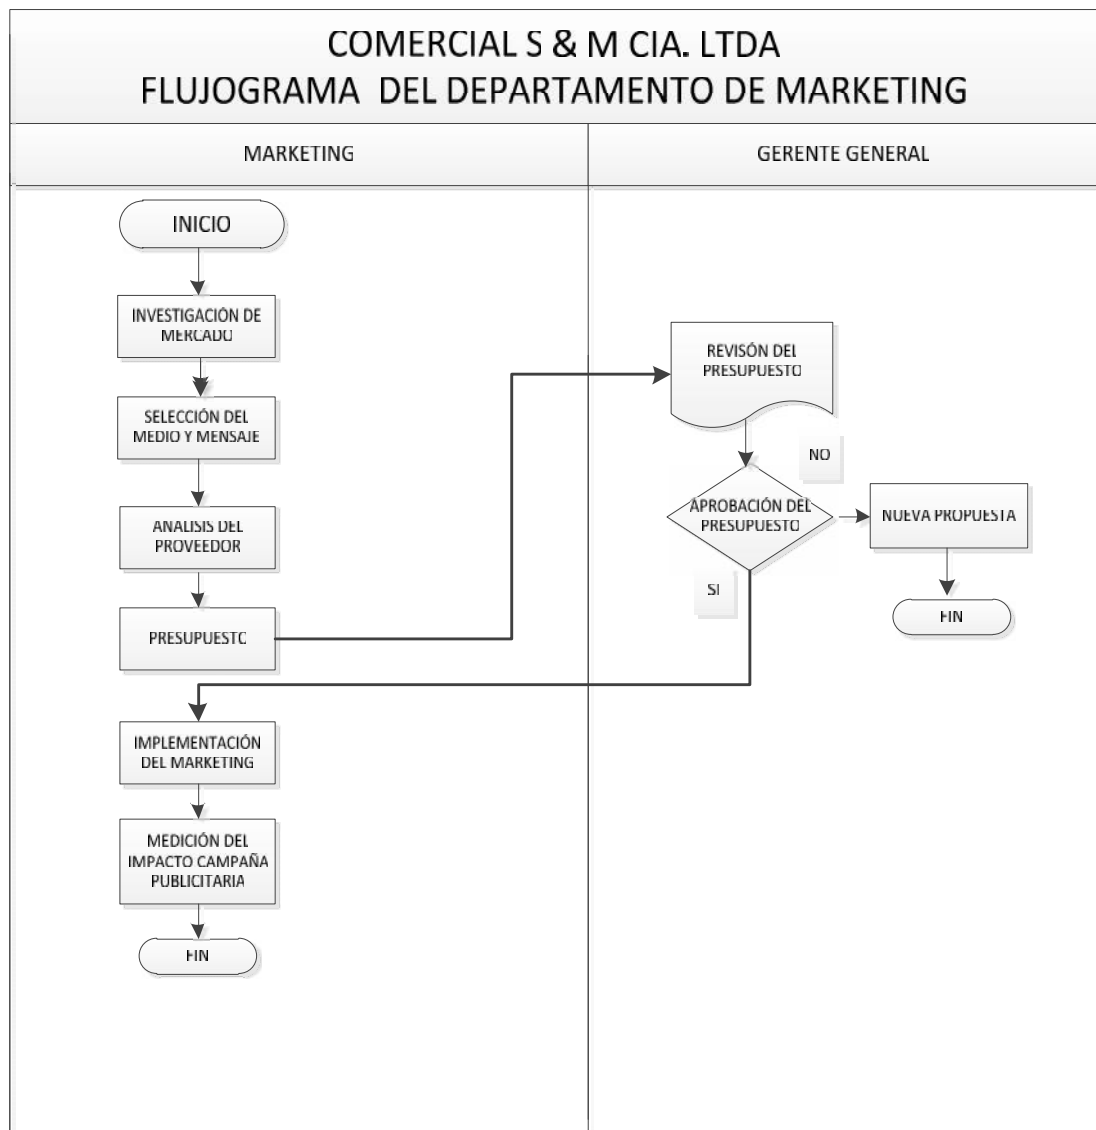 COMERCIAL S & M CIA. LTDA
FLUJOGRAMA DEL DEPARTAMENTO DE MARKETING
MARKETING
GERENTE GENERAL
INICIO
INVESTIGACIÓN DE
MERCADO
SELECCIÓN DEL
MEDIO Y MENSAJE
ANALISIS DEL
PROVEEDOR
PRESUPUESTO
REVISÓN DEL
PRESUPUESTO
NO
APROBACIÓN DEL
PRESUPUESTO
NUEVA PROPUESTA
SI
FIN
IMPLEMENTACIÓN
DEL MARKETING
MEDICIÓN DEL
IMPACTO CAMPAÑA
PUBLICITARIA
FIN